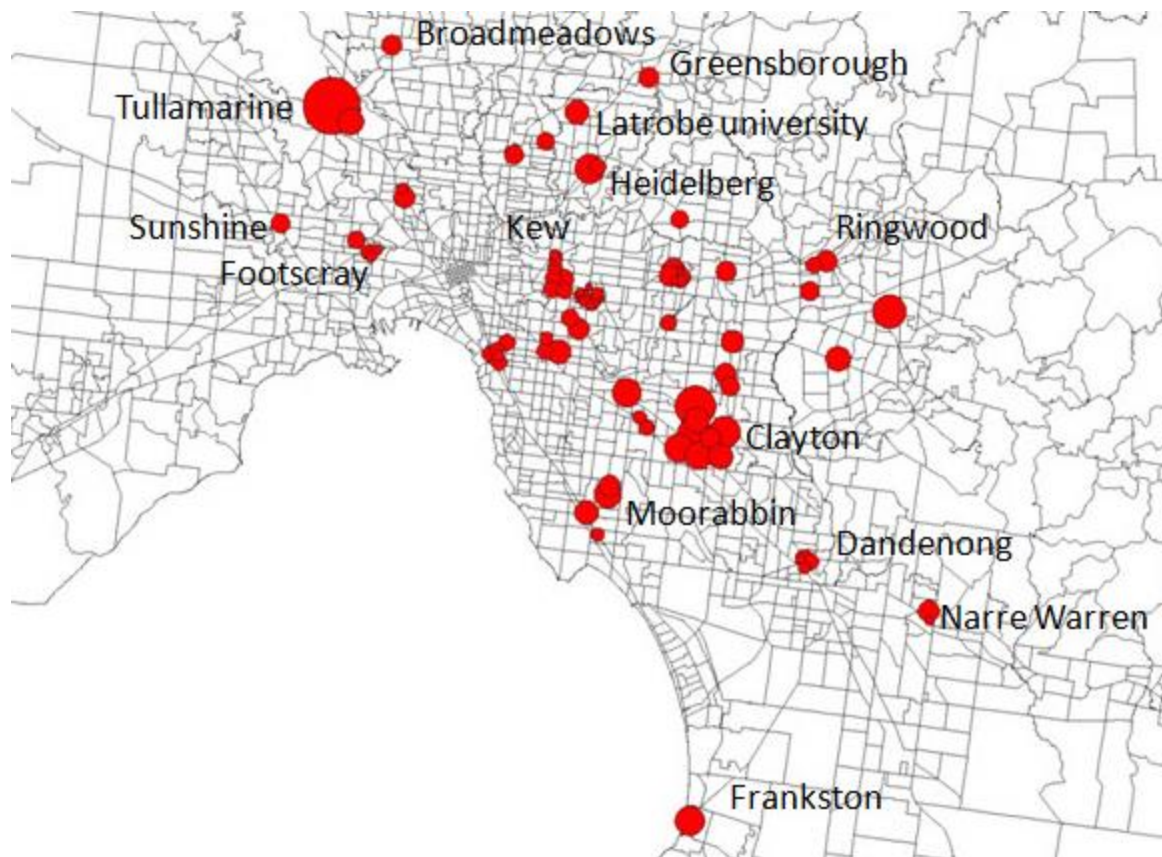 Broadmeadows
Greensborough
Tullamarine
Latrobe university
Heidelberg
Sunshine
Kew
Ringwood
Footscray
Clayton
Moorabbin
Dandenong
Narre Warren
Frankston